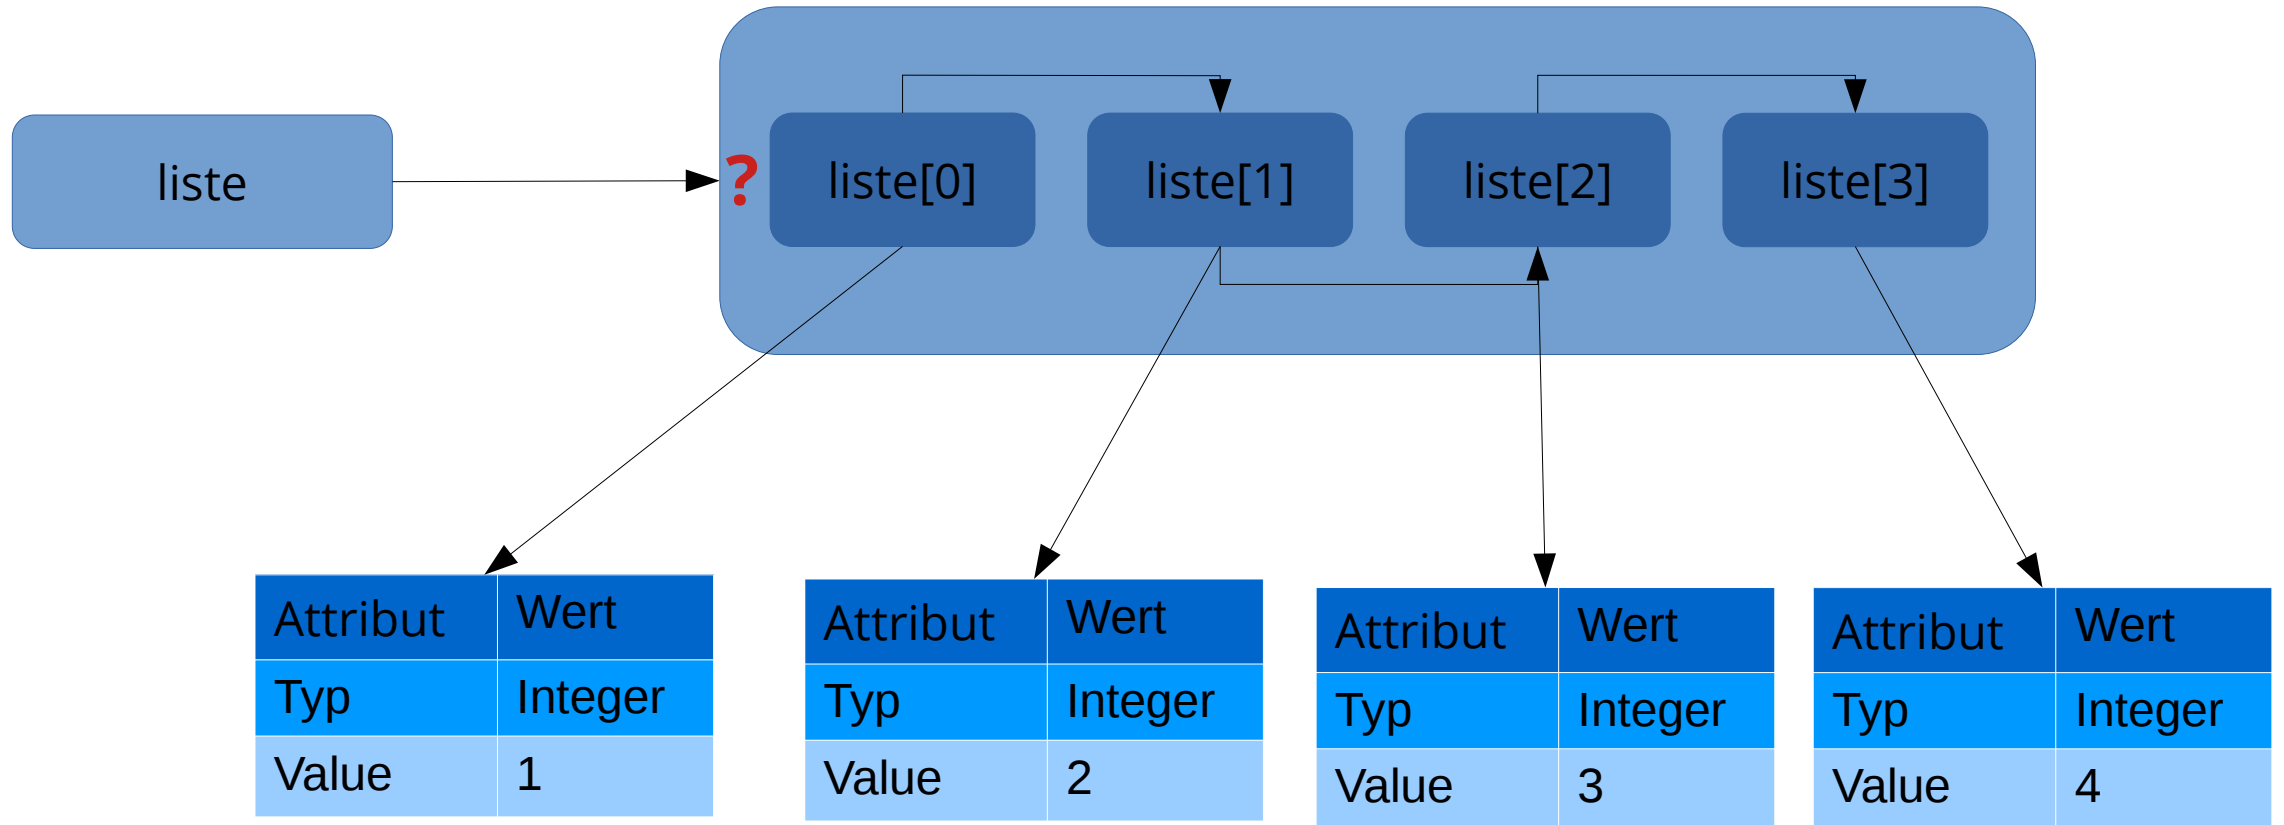 liste
?
liste[0]
liste[1]
liste[2]
liste[3]
Attribut Wert
Typ Integer
Value 1
Attribut Wert
Typ Integer
Value 2
Attribut Wert
Typ Integer
Value 3
Attribut Wert
Typ Integer
Value 4